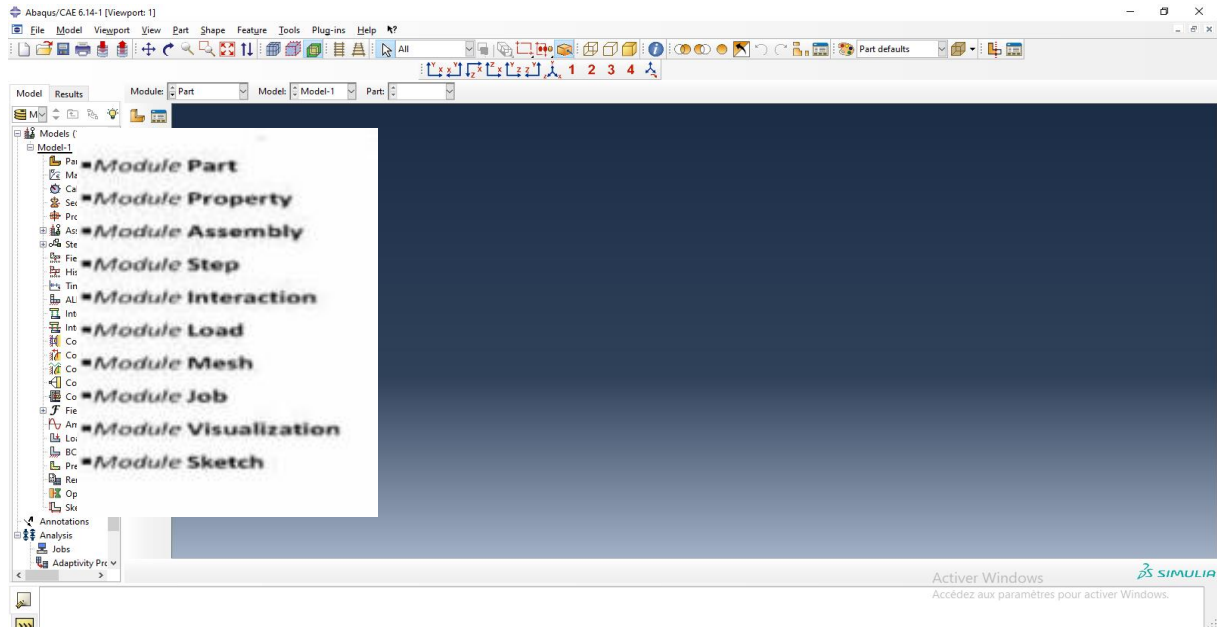 Abaqus/CAE 6.14-1 [Viewport: 1]
File Model Viewport View Part Shape Feature Tools Plug-ins Help
All Part defaults
1 2 3 4
Model Results Module: Part Model: Model-1 Part:
Models (
Model-1
Module Part
Module Property
Module Assembly
Module Step
Module Interaction
Module Load
Module Mesh
Module Job
Module Visualization
Module Sketch
Annotations
Analysis
Jobs
Adaptivity Prc
Activer Windows
Accédez aux paramètres pour activer Windows.
SIMULIA